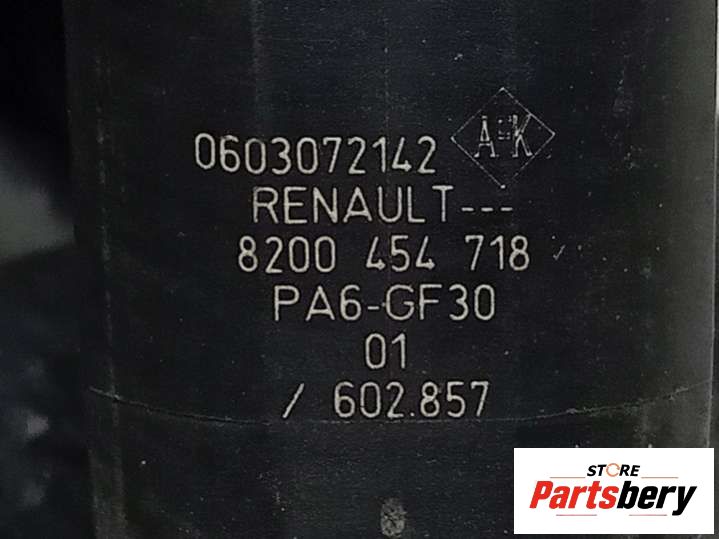 0603072142 A K
RENAULT---
8200 454 718
PA6-GF30
01
/ 602.857
STORE
Partsbery